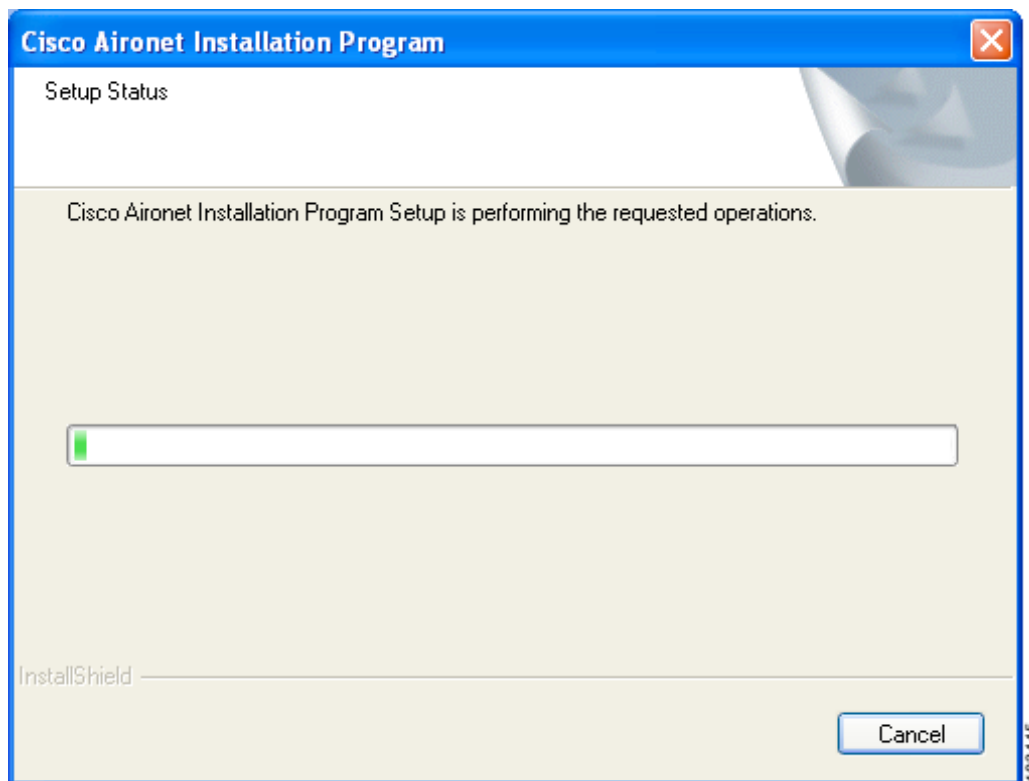 Cisco Aironet Installation Program
Setup Status
Cisco Aironet Installation Program Setup is performing the requested operations.
InstallShield
Cancel